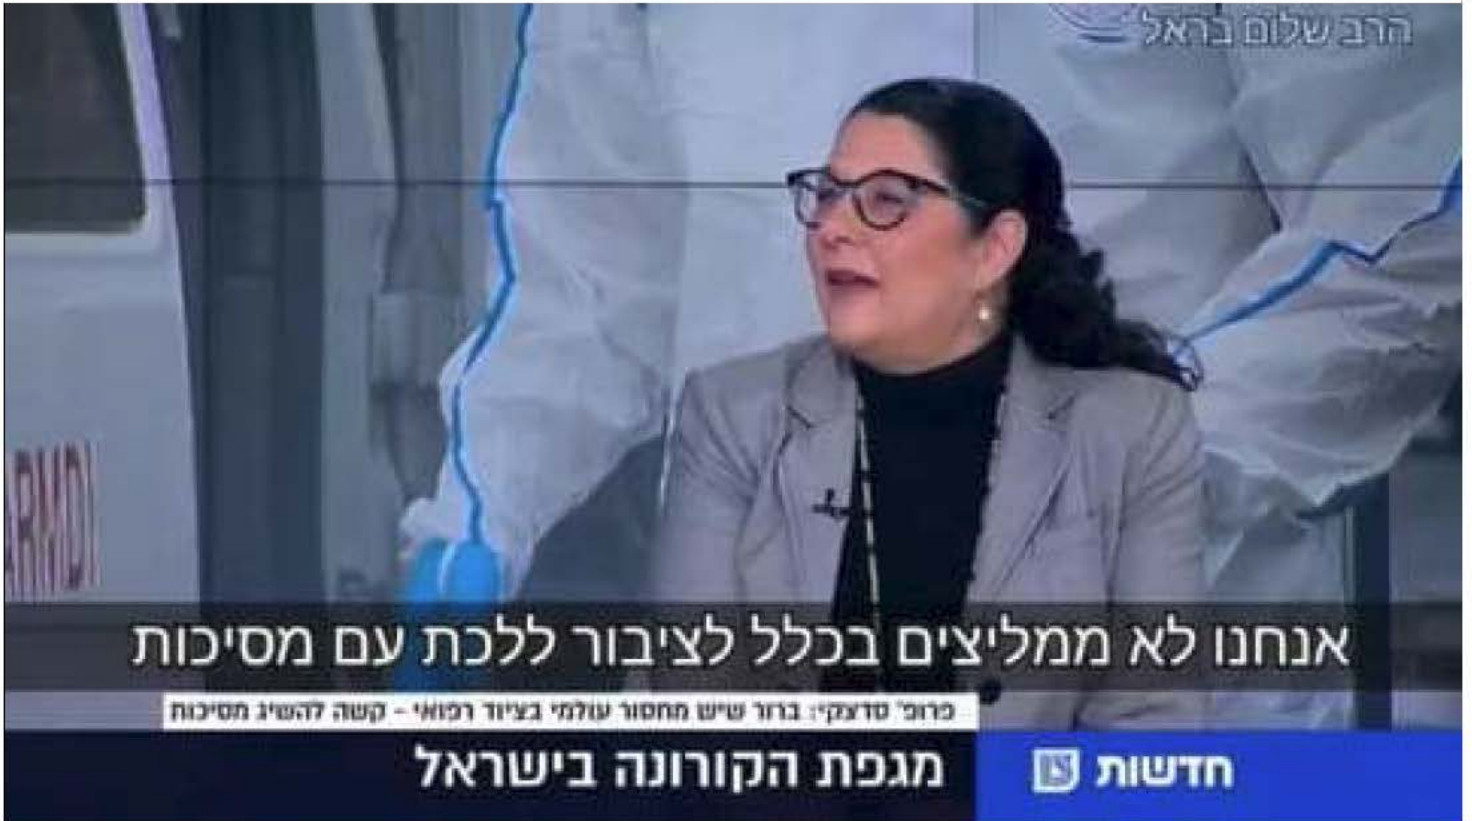 הרב שלום בראל
ARMDI
אנחנו לא ממליצים בכלל לציבור ללכת עם מסיכות
פרופ' סדצקי: ברור שיש מחסור עולמי בציוד רפואי - קשה להשיג מסיכות
מגפת הקורונה בישראל
חדשות